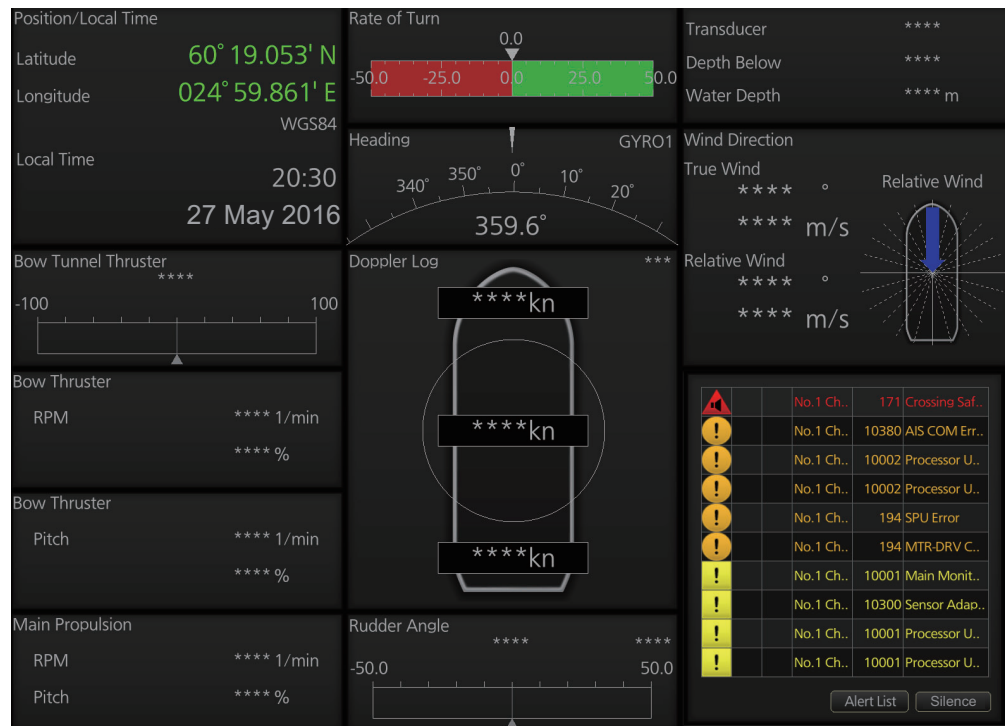 Position/Local Time
Latitude 60° 19.053' N
Longitude 024° 59.861' E
WGS84
Local Time
20:30
27 May 2016
Rate of Turn
0.0
-50.0 -25.0 0.0 25.0 50.0
Transducer ****
Depth Below ****
Water Depth **** m
Heading GYRO1
340° 350° 0° 10° 20°
359.6°
Wind Direction
True Wind
**** °
**** m/s
Relative Wind
Relative Wind
**** °
**** m/s
Bow Tunnel Thruster
****
-100 100
Doppler Log ***
****kn
****kn
****kn
Bow Thruster
RPM **** 1/min
**** %
Bow Thruster
Pitch **** 1/min
**** %
Main Propulsion
RPM **** 1/min
Pitch **** %
Rudder Angle
**** ****
-50.0 50.0
! No.1 Ch.. 171 Crossing Saf..
! No.1 Ch.. 10380 AIS COM Err..
! No.1 Ch.. 10002 Processor U..
! No.1 Ch.. 10002 Processor U..
! No.1 Ch.. 194 SPU Error
! No.1 Ch.. 194 MTR-DRV C..
! No.1 Ch.. 10001 Main Monit..
! No.1 Ch.. 10300 Sensor Adap..
! No.1 Ch.. 10001 Processor U..
! No.1 Ch.. 10001 Processor U..
Alert List Silence